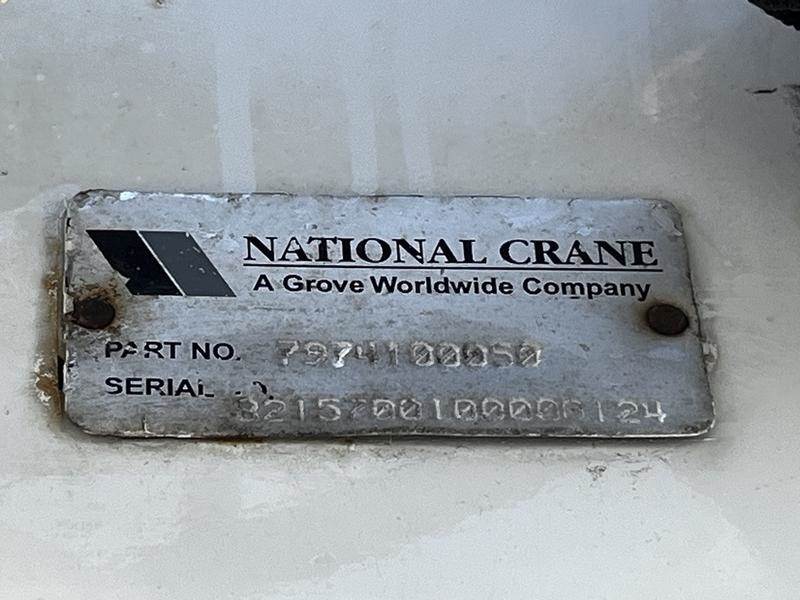 NATIONAL CRANE
A Grove Worldwide Company
PART NO. 7974100050
SERIAL